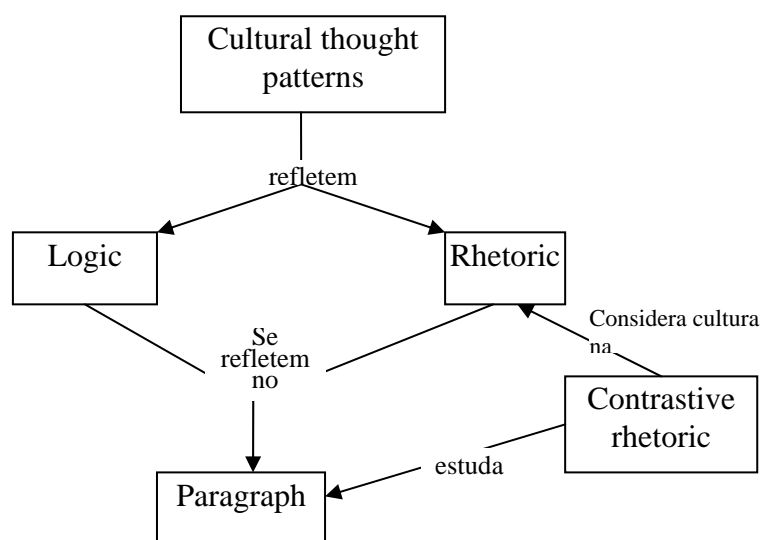 Cultural thought
patterns
refletem
Logic
Rhetoric
Se
refletem
no
Considera cultura
na
Contrastive
rhetoric
estuda
Paragraph